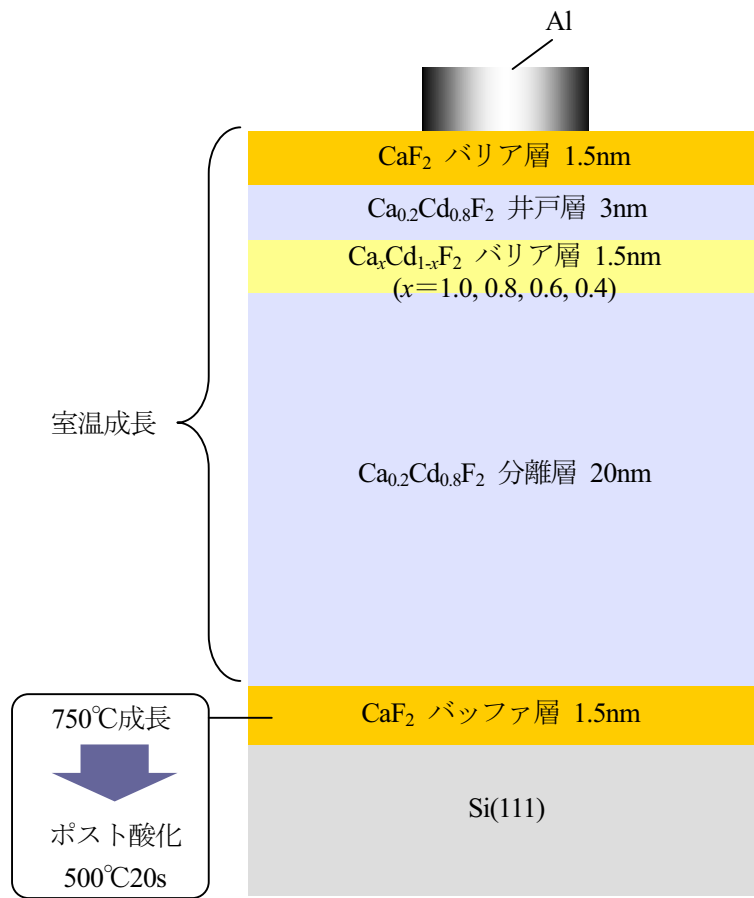 Al
CaF₂ バリア層 1.5nm
Ca₀.₂Cd₀.₈F₂ 井戸層 3nm
CaₓCd₁₋ₓF₂ バリア層 1.5nm
(x=1.0, 0.8, 0.6, 0.4)
室温成長
Ca₀.₂Cd₀.₈F₂ 分離層 20nm
CaF₂ バッファ層 1.5nm
750℃成長
ポスト酸化
500℃20s
Si(111)